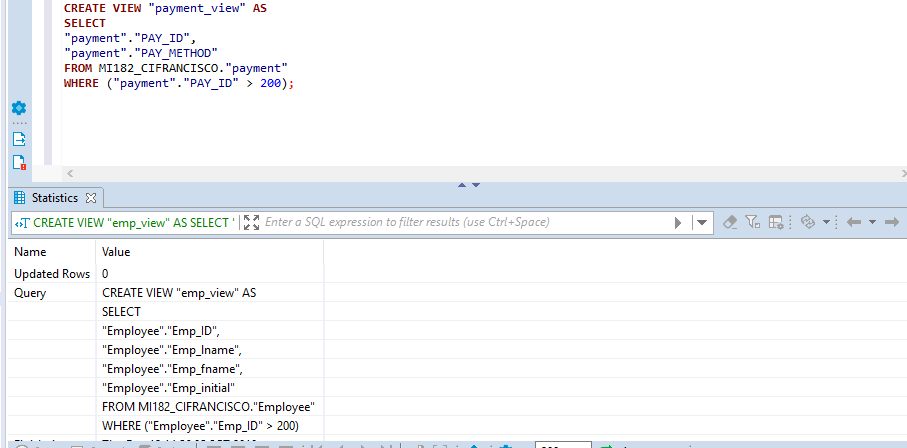 CREATE VIEW "payment_view" AS
SELECT
"payment"."PAY_ID",
"payment"."PAY_METHOD"
FROM MI182_CIFRANCISCO."payment"
WHERE ("payment"."PAY_ID" > 200);
Statistics
CREATE VIEW "emp_view" AS SELECT '
Enter a SQL expression to filter results (use Ctrl+Space)
Name Value
Updated Rows 0
Query CREATE VIEW "emp_view" AS
SELECT
"Employee"."Emp_ID",
"Employee"."Emp_lname",
"Employee"."Emp_fname",
"Employee"."Emp_initial"
FROM MI182_CIFRANCISCO."Employee"
WHERE ("Employee"."Emp_ID" > 200)